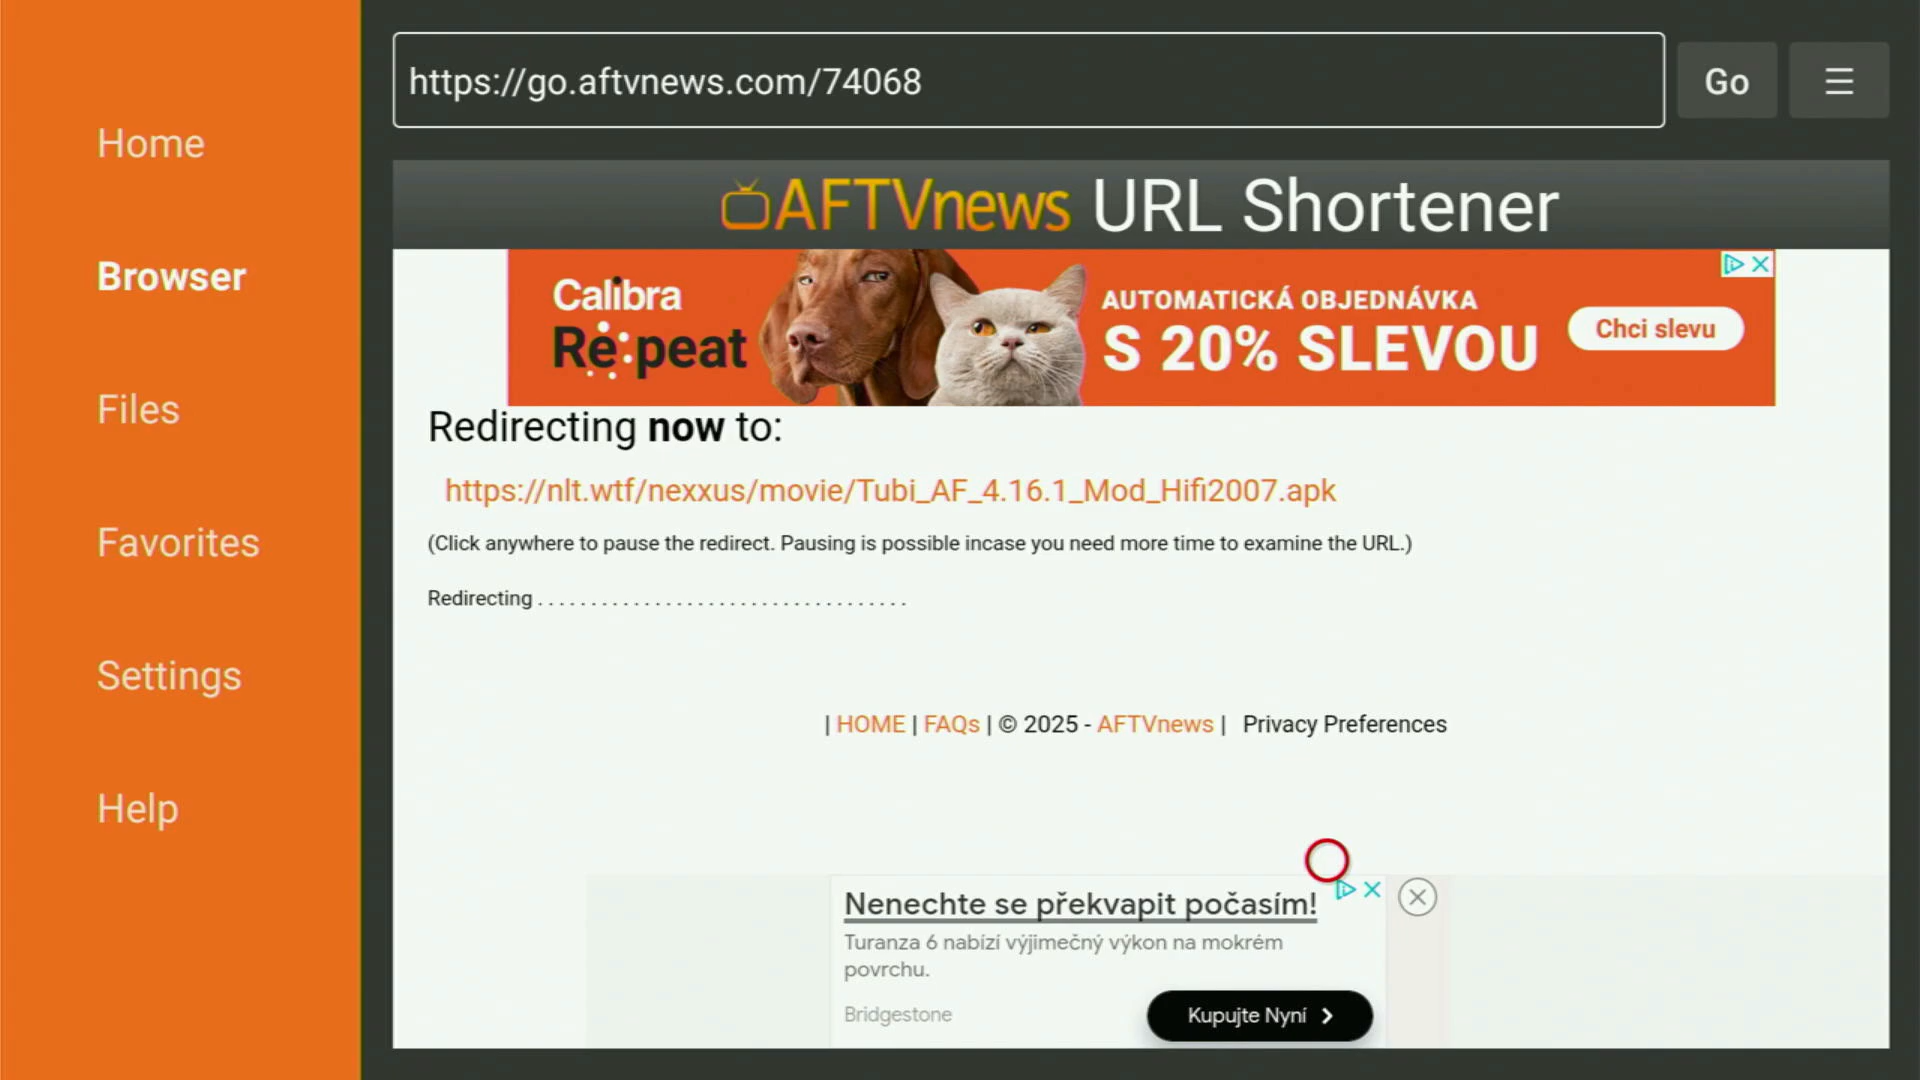 https://go.aftvnews.com/74068
Go
Home
Browser
Files
Favorites
Settings
Help
AFTVnews URL Shortener
Calibra
Re:peat
AUTOMATICKÁ OBJEDNÁVKA
S 20% SLEVOU
Chci slevu
Redirecting now to:
https://nlt.wtf/nexxus/movie/Tubi_AF_4.16.1_Mod_Hifi2007.apk
(Click anywhere to pause the redirect. Pausing is possible incase you need more time to examine the URL.)
Redirecting . . . . . . . . . . . . . . . . . . . . . . . . . . . . . . . . . . .
| HOME | FAQs | © 2025 - AFTVnews | Privacy Preferences
Nenechte se překvapit počasím!
Turanza 6 nabízí výjimečný výkon na mokrém
povrchu.
Bridgestone
Kupujte Nyní